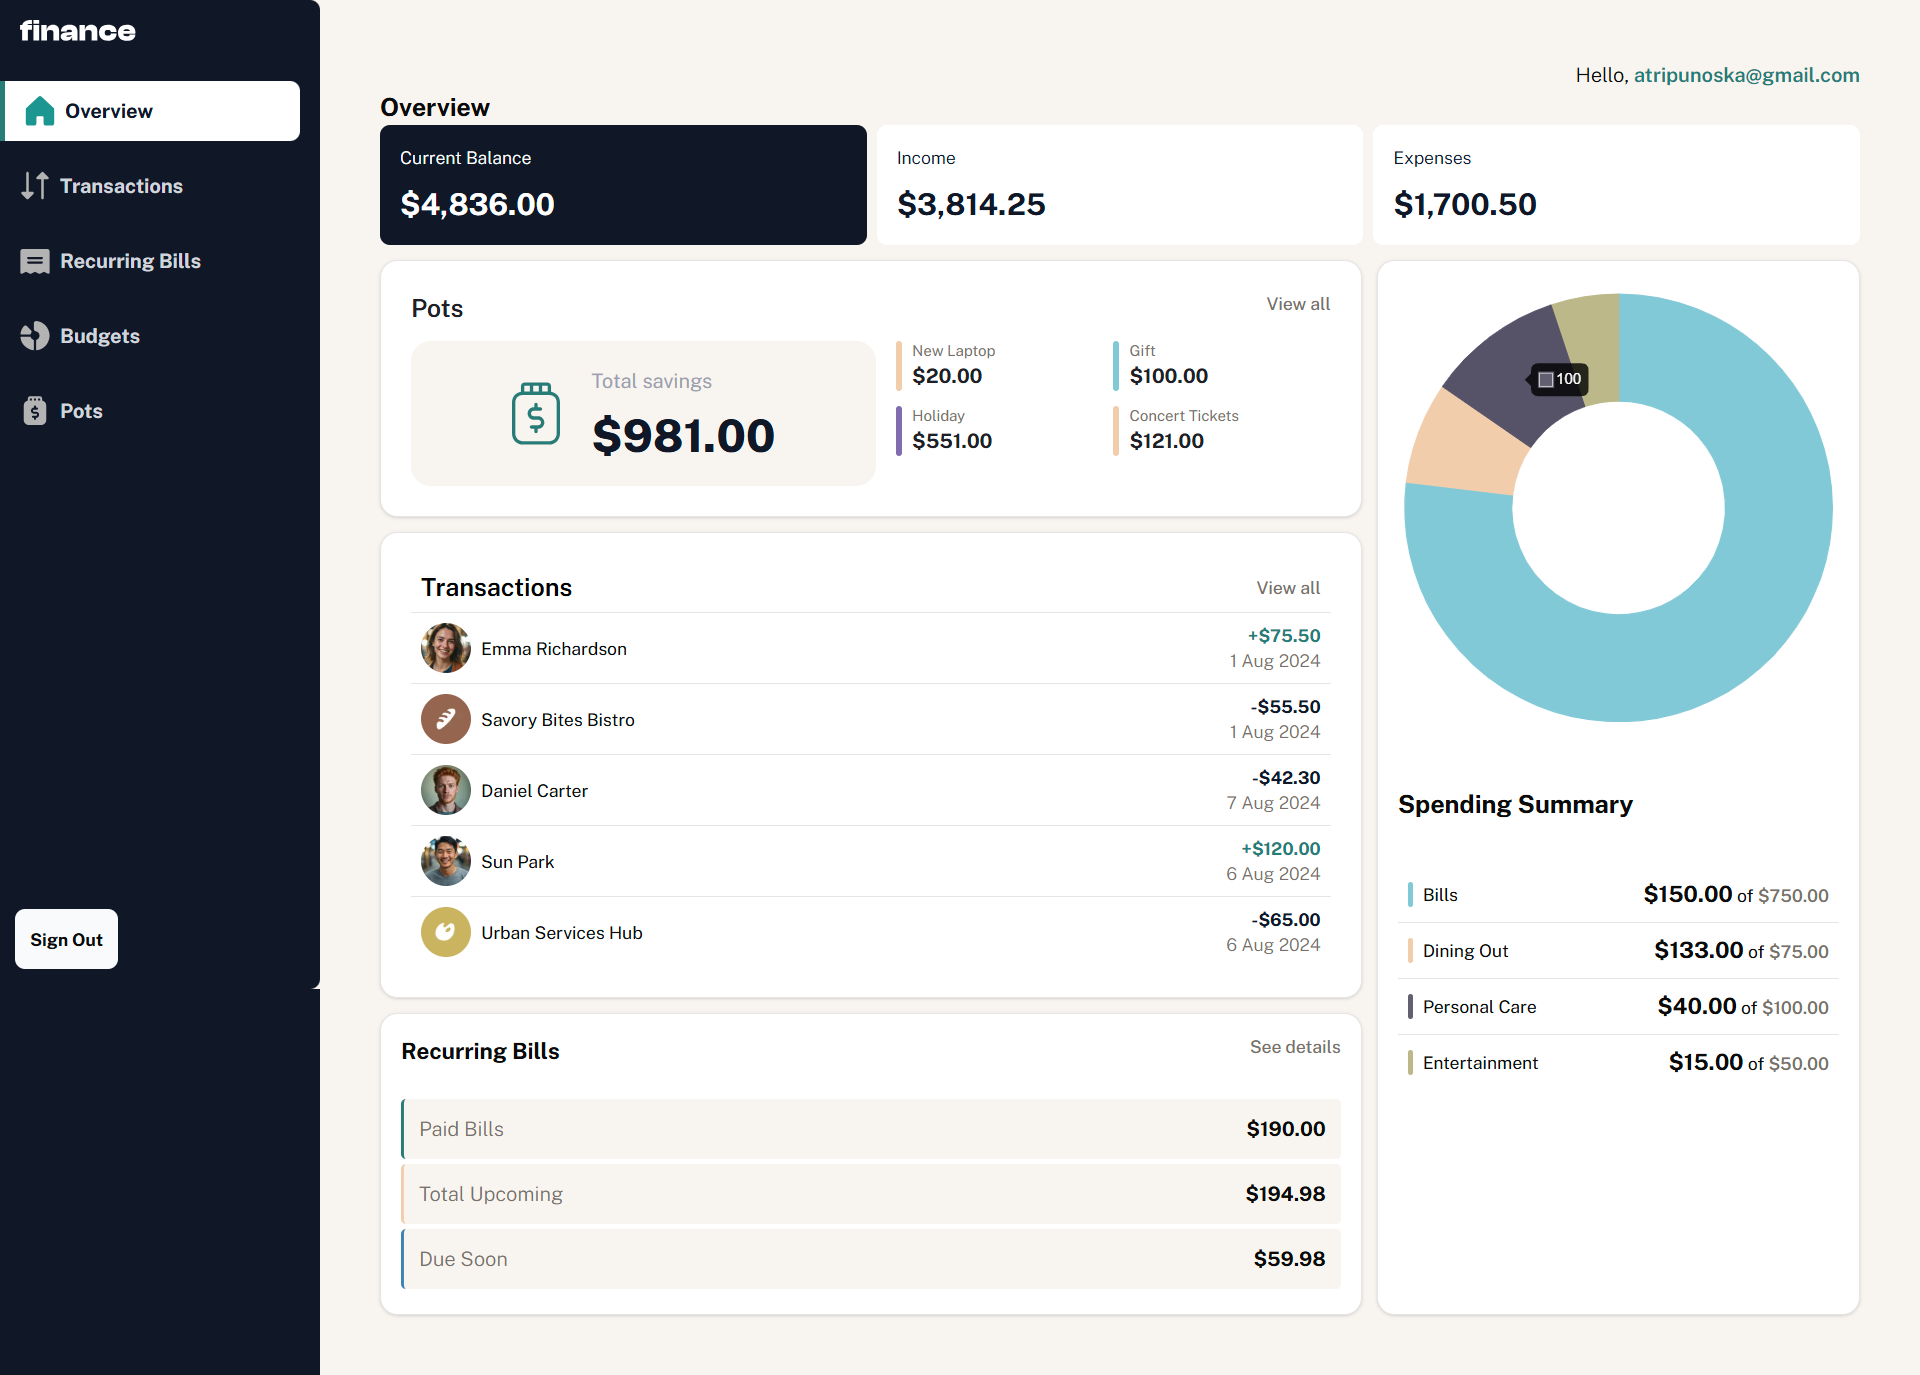 finance
Overview
Transactions
Recurring Bills
Budgets
Pots
Sign Out
Hello, atripunoska@gmail.com
Overview
Current Balance
$4,836.00
Income
$3,814.25
Expenses
$1,700.50
Pots
View all
Total savings
$981.00
New Laptop
$20.00
Gift
$100.00
Holiday
$551.00
Concert Tickets
$121.00
Transactions
View all
Emma Richardson
+$75.50
1 Aug 2024
Savory Bites Bistro
-$55.50
1 Aug 2024
Daniel Carter
-$42.30
7 Aug 2024
Sun Park
+$120.00
6 Aug 2024
Urban Services Hub
-$65.00
6 Aug 2024
Recurring Bills
See details
Paid Bills
$190.00
Total Upcoming
$194.98
Due Soon
$59.98
100
Spending Summary
Bills
$150.00 of $750.00
Dining Out
$133.00 of $75.00
Personal Care
$40.00 of $100.00
Entertainment
$15.00 of $50.00